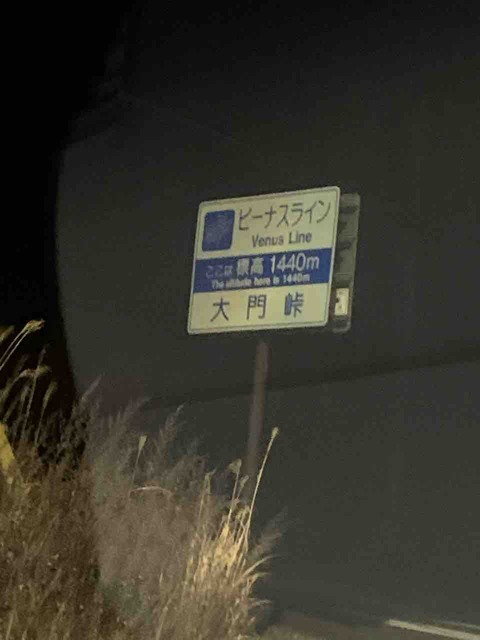 ビーナスライン
Venus Line
ここは 標高 1440m
The altitude here is 1440m
大門峠